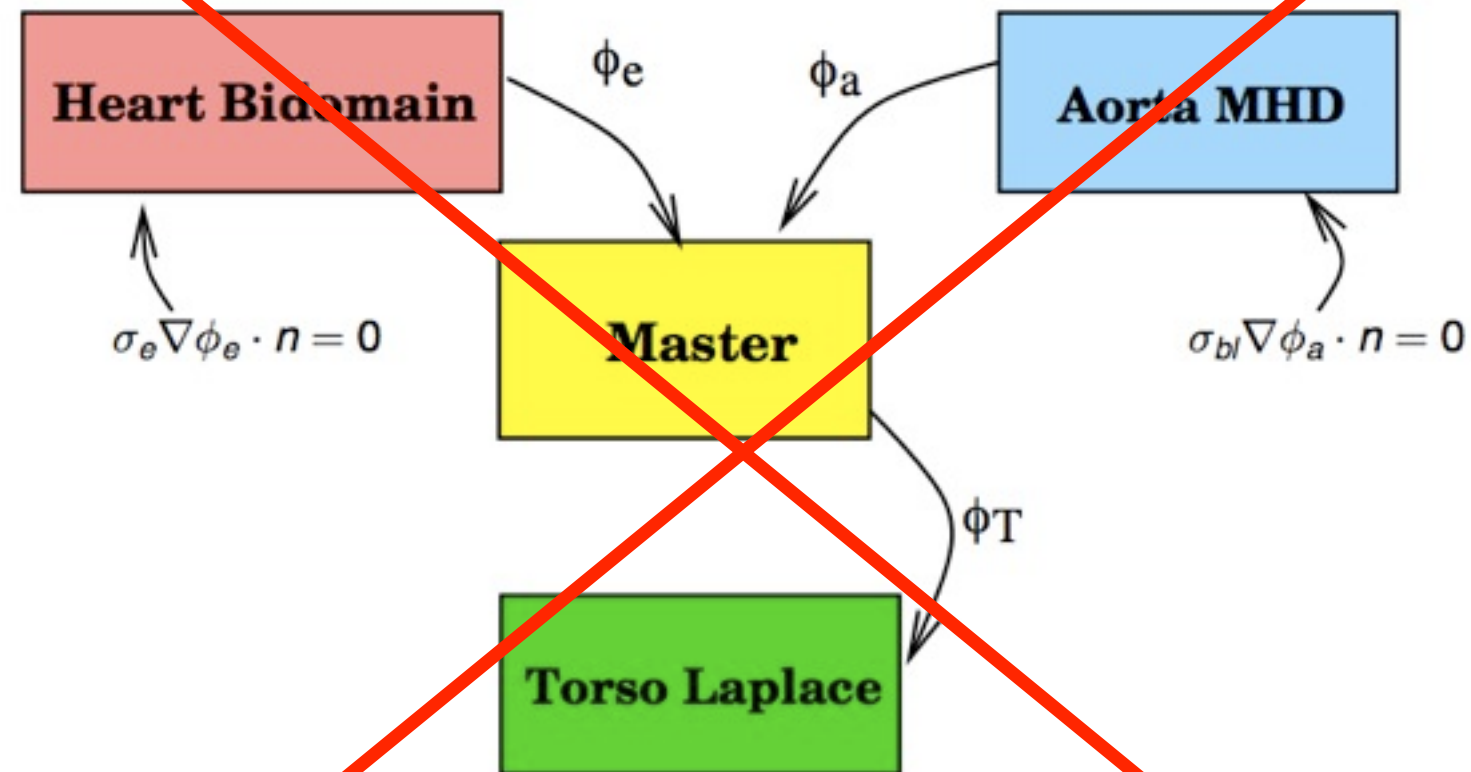 Heart Bidomain
ϕe
ϕa
Aorta MHD
σₑ∇ϕₑ · n = 0
Master
σbl∇ϕₐ · n = 0
ϕT
Torso Laplace